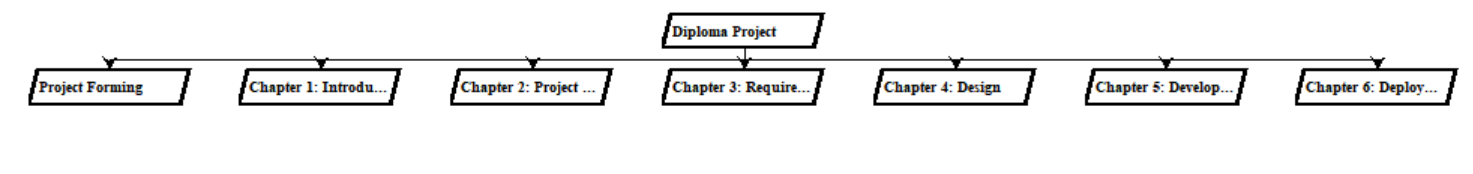 Diploma Project
Project Forming
Chapter 1: Introdu...
Chapter 2: Project ...
Chapter 3: Require...
Chapter 4: Design
Chapter 5: Develop...
Chapter 6: Deploy...